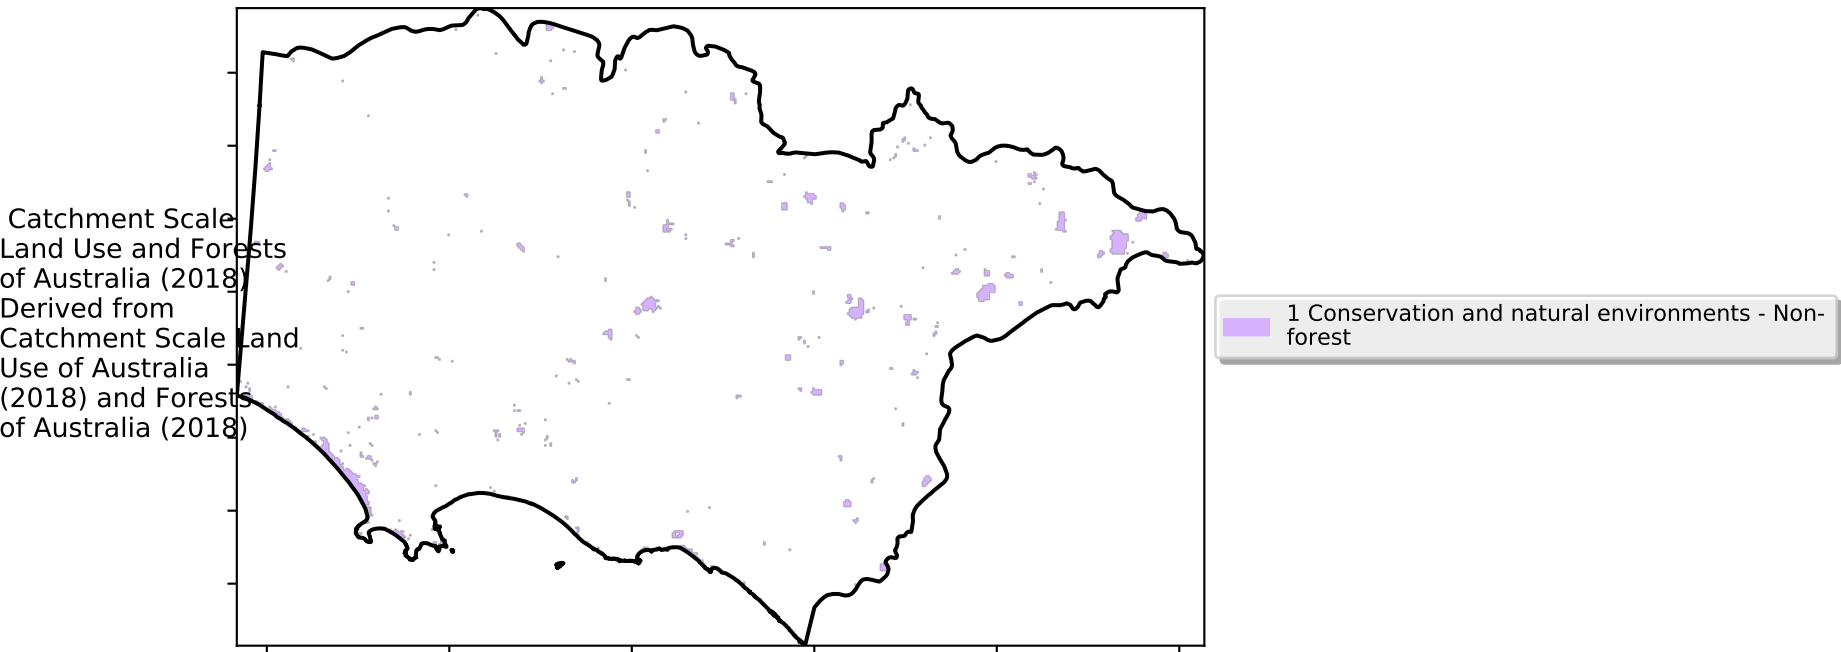 Catchment Scale
Land Use and Forests
of Australia (2018)
Derived from
Catchment Scale Land
Use of Australia
(2018) and Forests
of Australia (2018)
1 Conservation and natural environments - Non-
forest